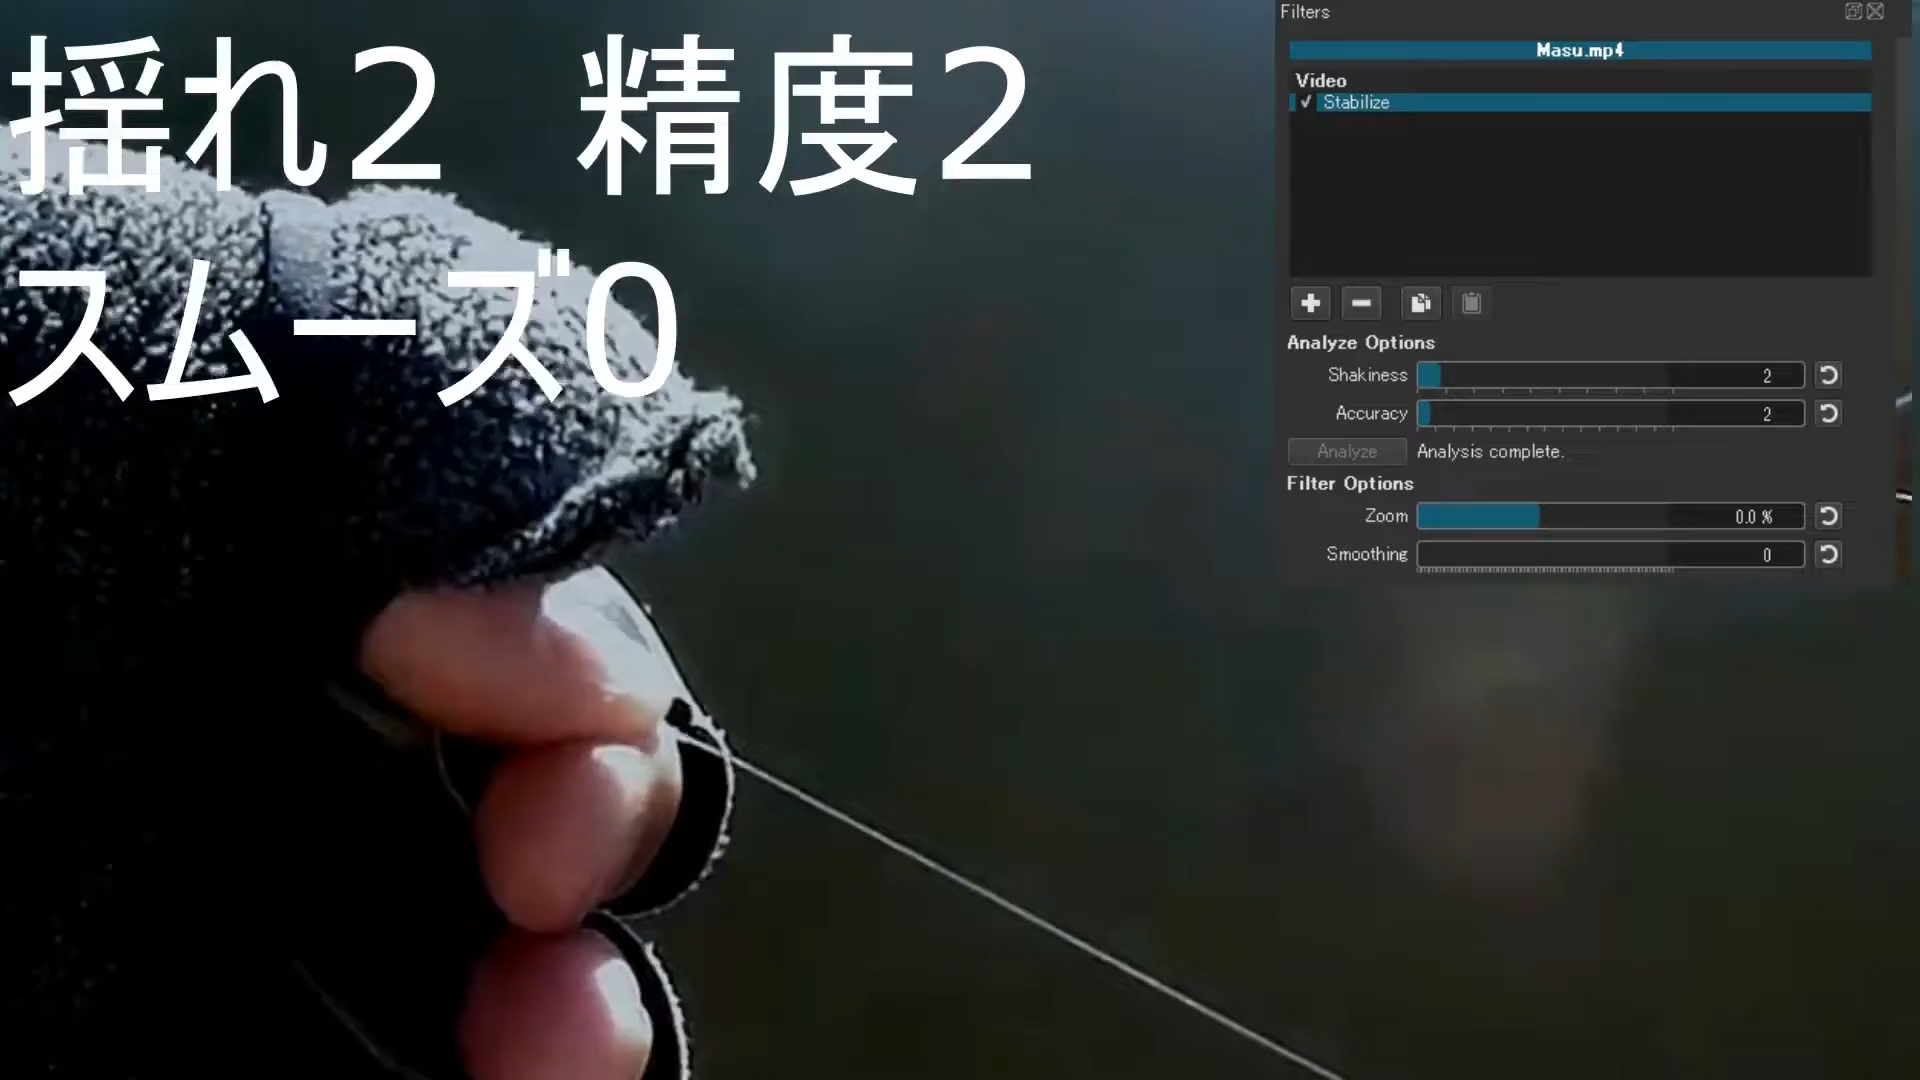 揺れ2 精度2
スムーズ0
Filters
Masu.mp4
Video
Stabilize
Analyze Options
Shakiness 2
Accuracy 2
Analyze Analysis complete.
Filter Options
Zoom 0.0 %
Smoothing 0